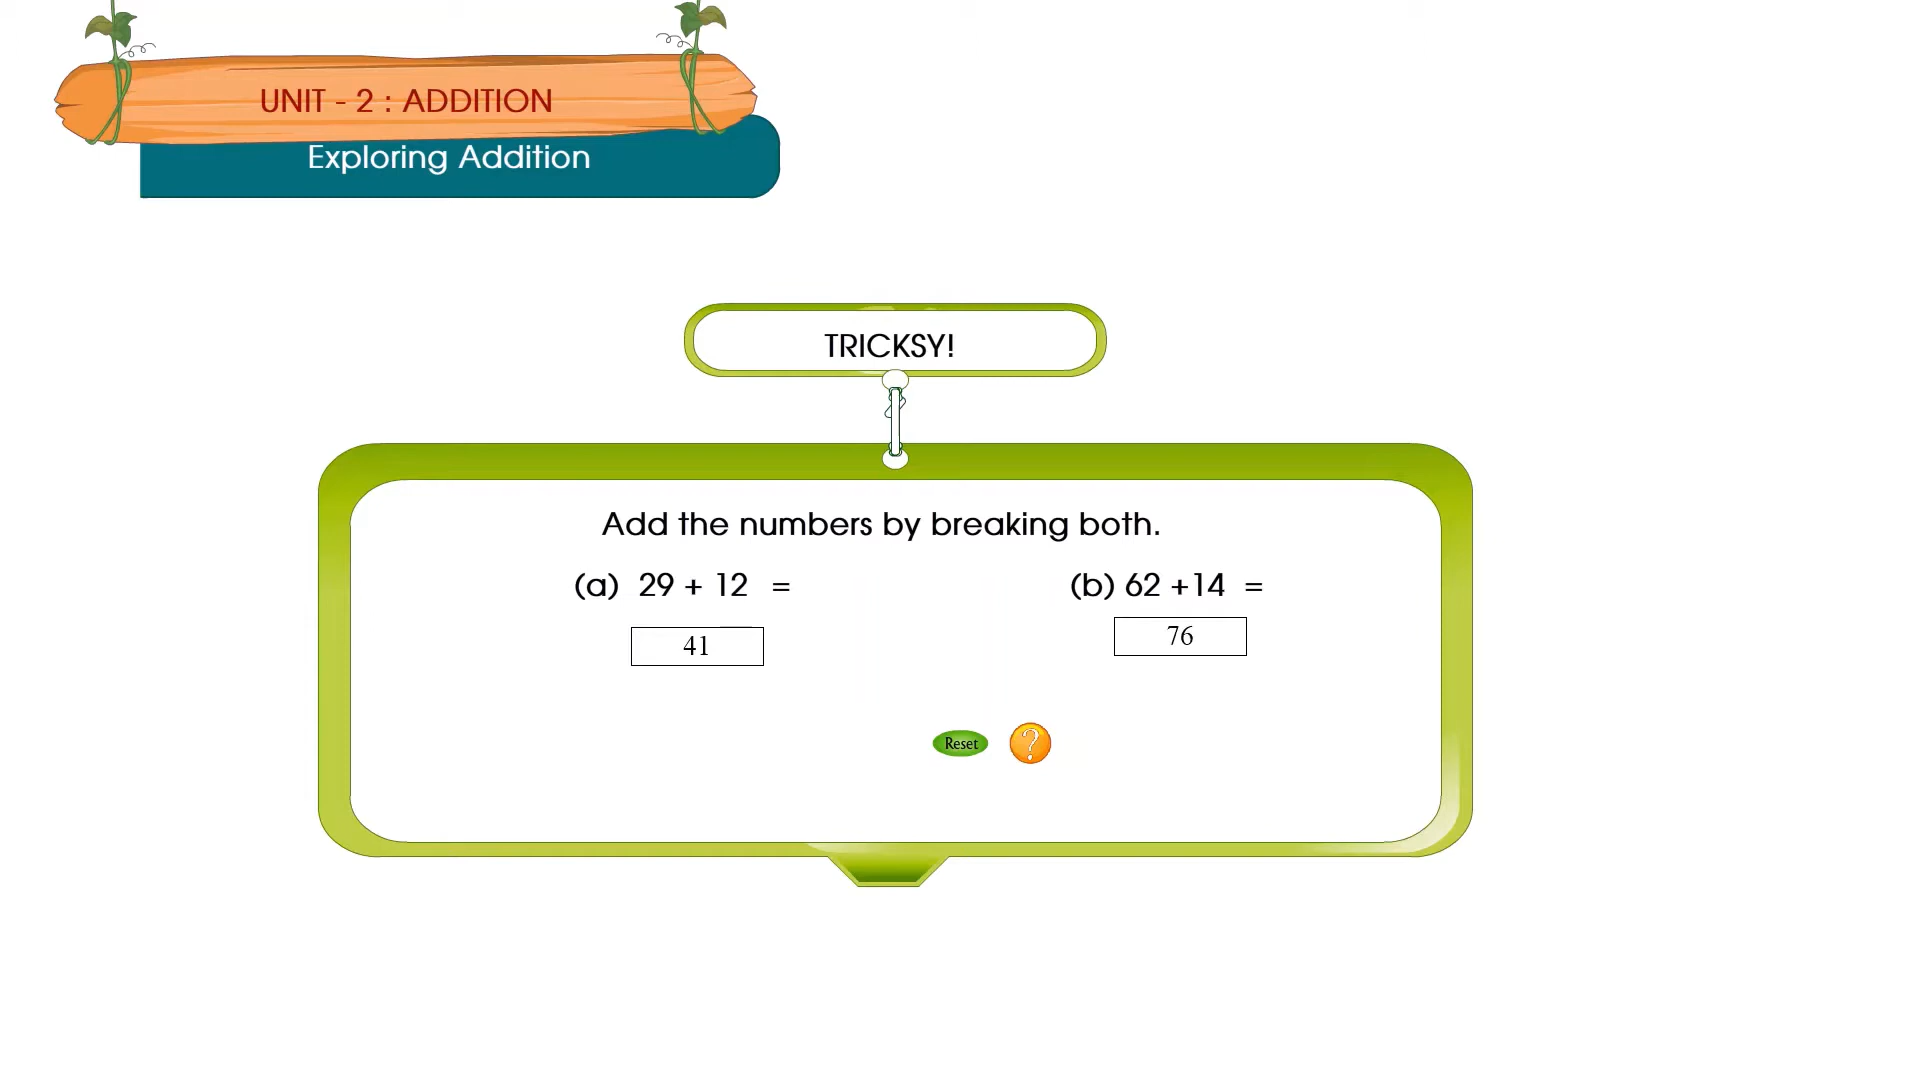 UNIT - 2 : ADDITION
Exploring Addition
TRICKSY!
Add the numbers by breaking both.
(a) 29 + 12 =
41
(b) 62 +14 =
76
Reset
?